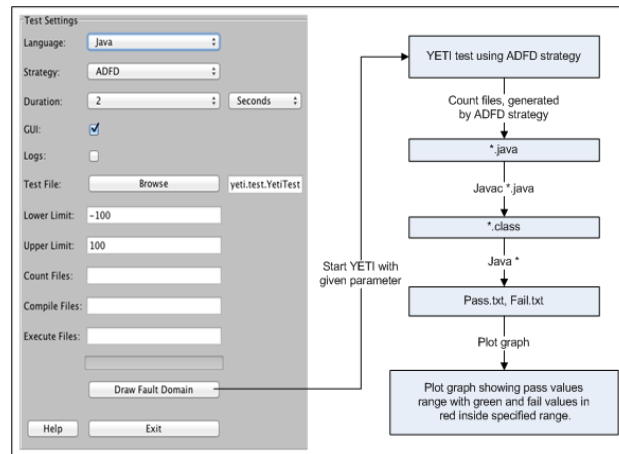 Test Settings
Language:
Java
Strategy:
ADFD
Duration:
2
Seconds
GUI:
Logs:
Test File:
Browse
yeti.test.YetiTest
Lower Limit:
-100
Upper Limit:
100
Count Files:
Compile Files:
Execute Files:
Draw Fault Domain
Help
Exit
Start YETI with
given parameter
YETI test using ADFD strategy
Count files, generated
by ADFD strategy
*.java
Javac *.java
*.class
Java *
Pass.txt, Fail.txt
Plot graph
Plot graph showing pass values
range with green and fail values in
red inside specified range.